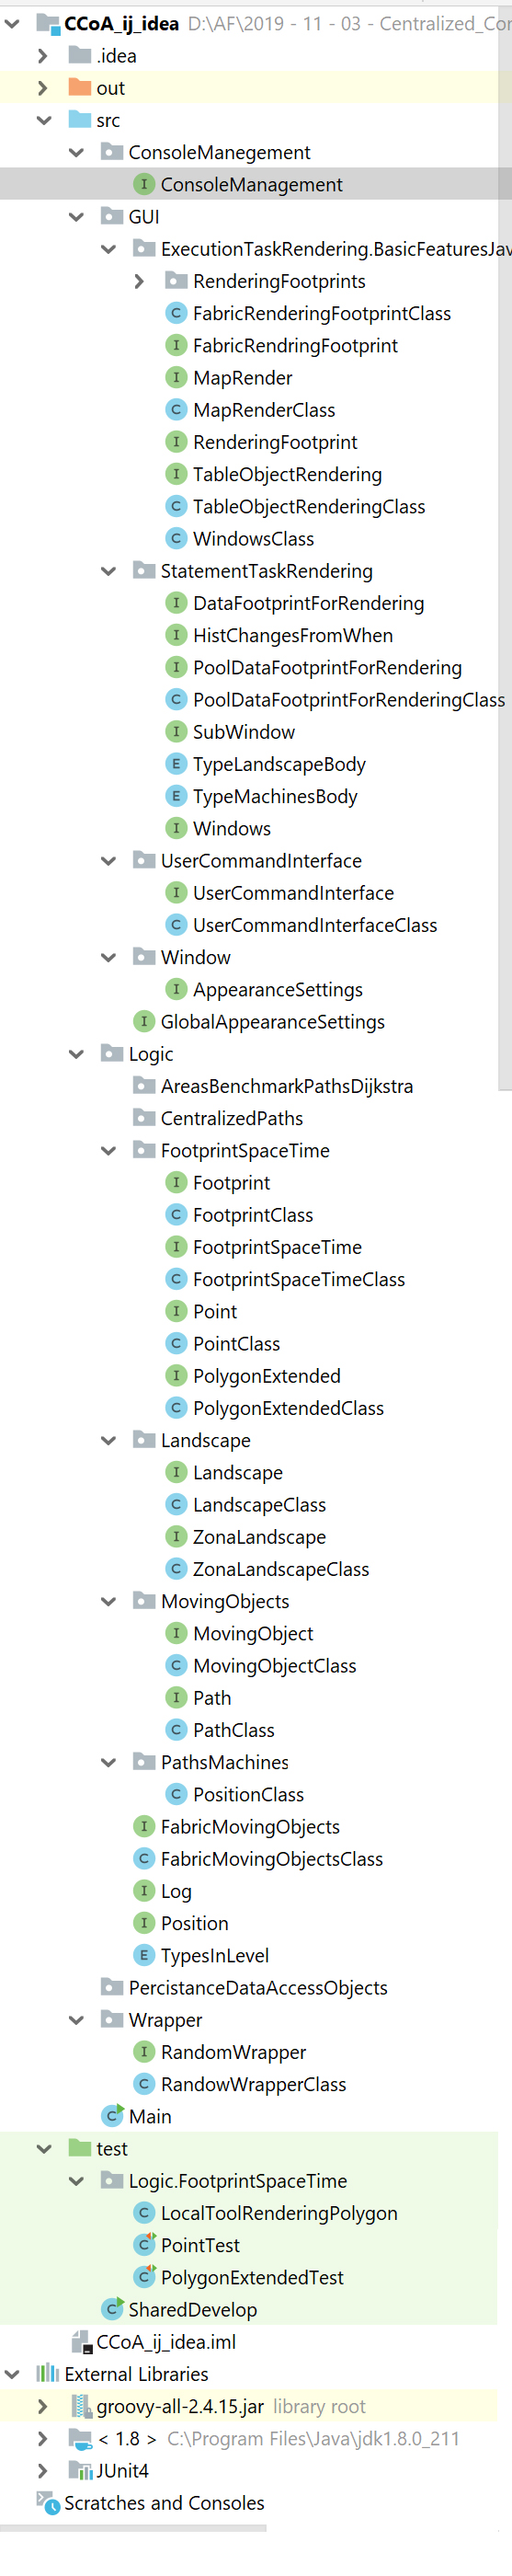 CCoA_ij_idea D:\AF\2019 - 11 - 03 - Centralized_Cor
.idea
out
src
ConsoleManegement
ConsoleManagement
GUI
ExecutionTaskRendering.BasicFeaturesJav
RenderingFootprints
FabricRenderingFootprintClass
FabricRendringFootprint
MapRender
MapRenderClass
RenderingFootprint
TableObjectRendering
TableObjectRenderingClass
WindowsClass
StatementTaskRendering
DataFootprintForRendering
HistChangesFromWhen
PoolDataFootprintForRendering
PoolDataFootprintForRenderingClass
SubWindow
TypeLandscapeBody
TypeMachinesBody
Windows
UserCommandInterface
UserCommandInterface
UserCommandInterfaceClass
Window
AppearanceSettings
GlobalAppearanceSettings
Logic
AreasBenchmarkPathsDijkstra
CentralizedPaths
FootprintSpaceTime
Footprint
FootprintClass
FootprintSpaceTime
FootprintSpaceTimeClass
Point
PointClass
PolygonExtended
PolygonExtendedClass
Landscape
Landscape
LandscapeClass
ZonaLandscape
ZonaLandscapeClass
MovingObjects
MovingObject
MovingObjectClass
Path
PathClass
PathsMachines
PositionClass
FabricMovingObjects
FabricMovingObjectsClass
Log
Position
TypesInLevel
PercistanceDataAccessObjects
Wrapper
RandomWrapper
RandowWrapperClass
Main
test
Logic.FootprintSpaceTime
LocalToolRenderingPolygon
PointTest
PolygonExtendedTest
SharedDevelop
CCoA_ij_idea.iml
External Libraries
groovy-all-2.4.15.jar library root
< 1.8 > C:\Program Files\Java\jdk1.8.0_211
JUnit4
Scratches and Consoles